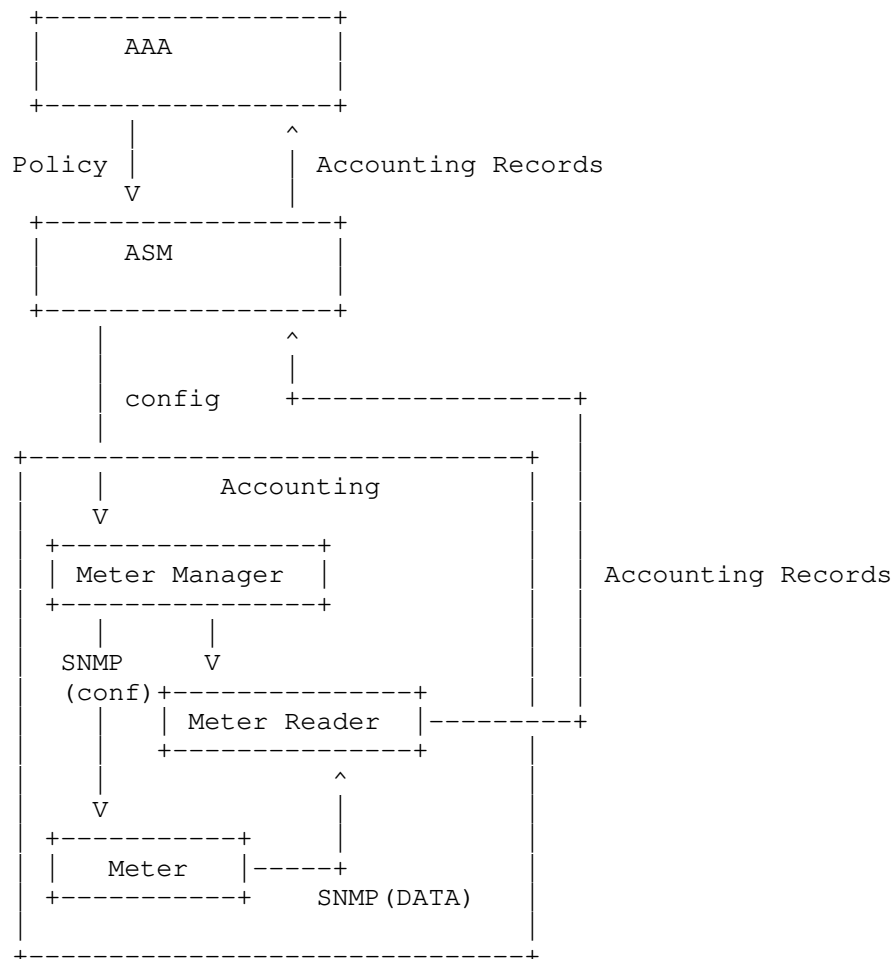 AAA
Policy
Accounting Records
V
ASM
config
Accounting
V
Meter Manager
Accounting Records
SNMP V
(conf)
Meter Reader
V
Meter
SNMP(DATA)